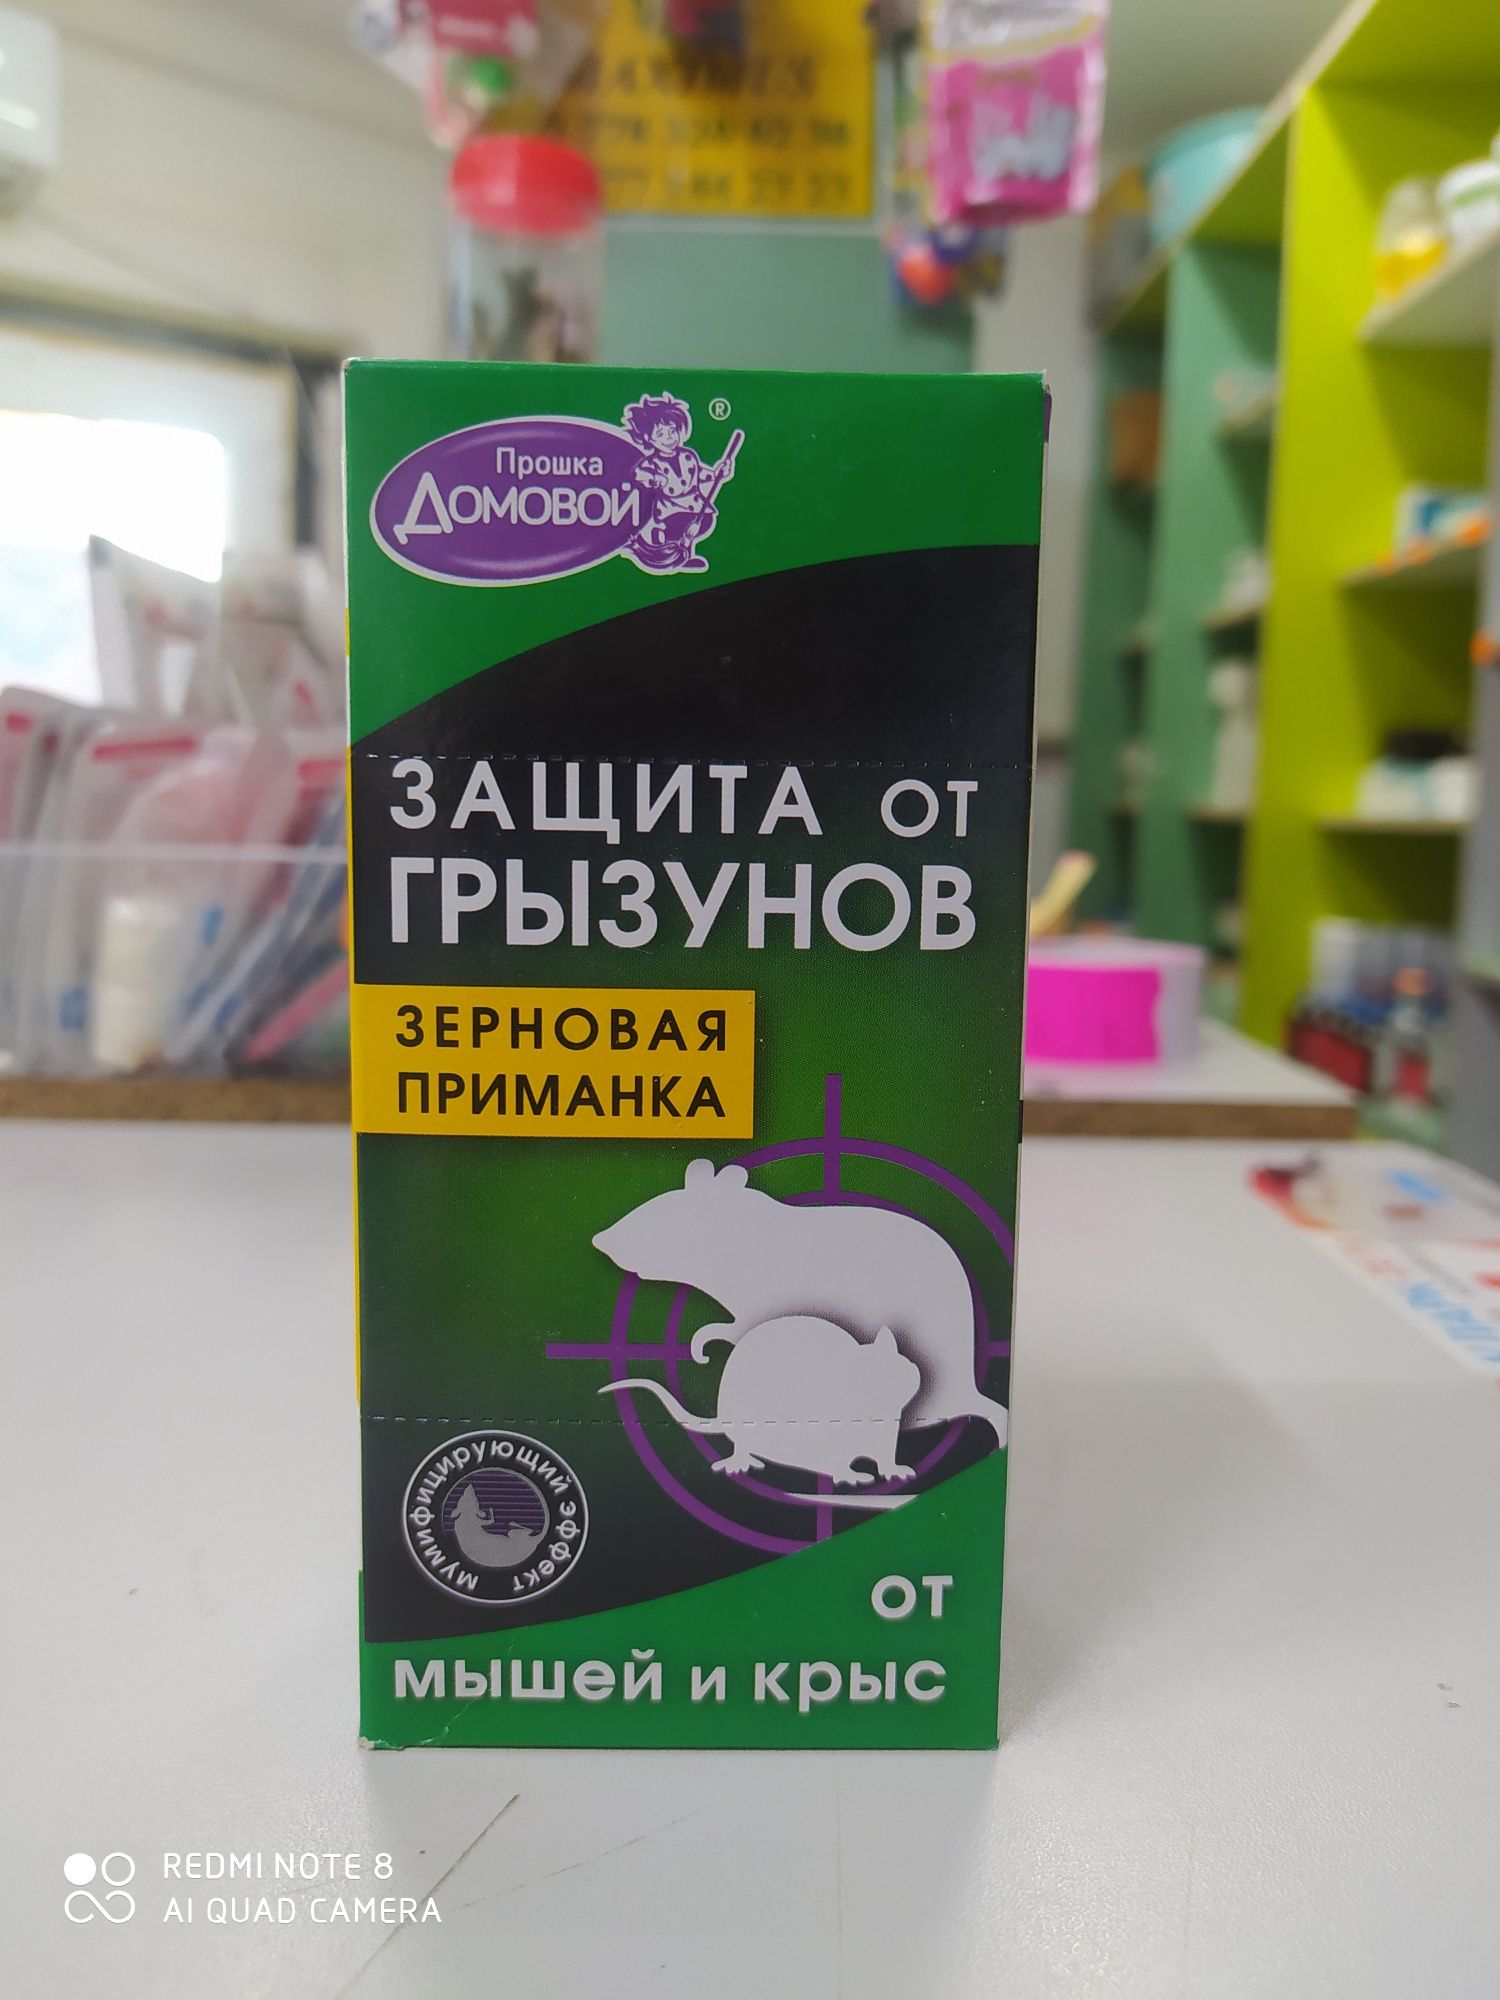 Прошка
Домовой
®
ЗАЩИТА ОТ
ГРЫЗУНОВ
ЗЕРНОВАЯ
ПРИМАНКА
мумифицирующий эффект
от
мышей и крыс
REDMI NOTE 8
AI QUAD CAMERA